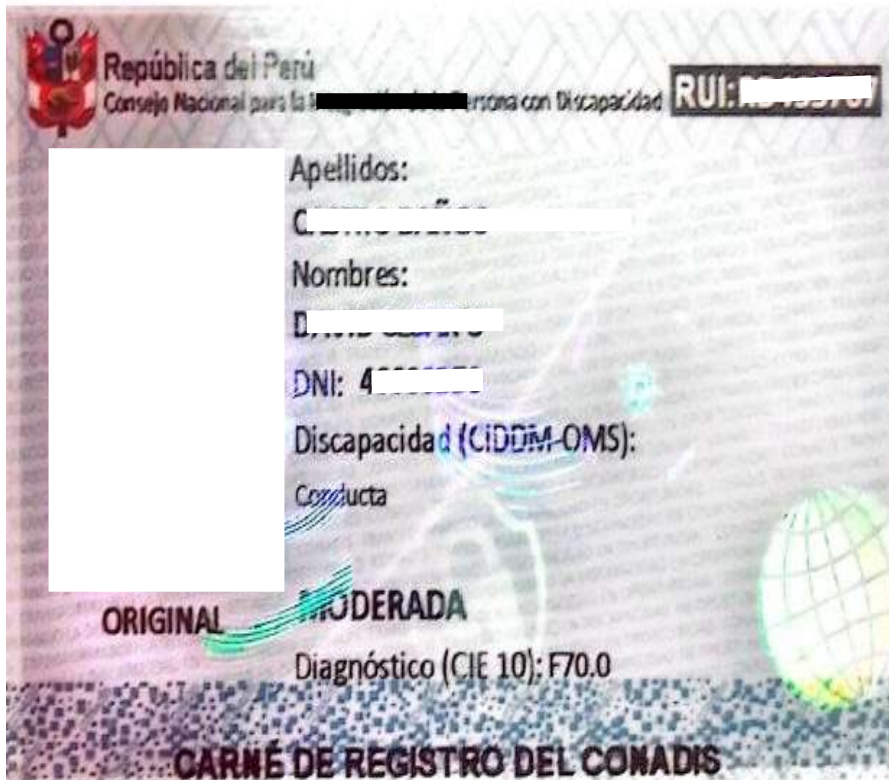 República del Perú
Consejo Nacional para la Persona con Discapacidad
RUI:
Apellidos:
Nombres:
DNI:
Discapacidad (CIDDM-OMS):
Conducta
MODERADA
ORIGINAL
Diagnóstico (CIE 10): F70.0
CARNÉ DE REGISTRO DEL CONADIS